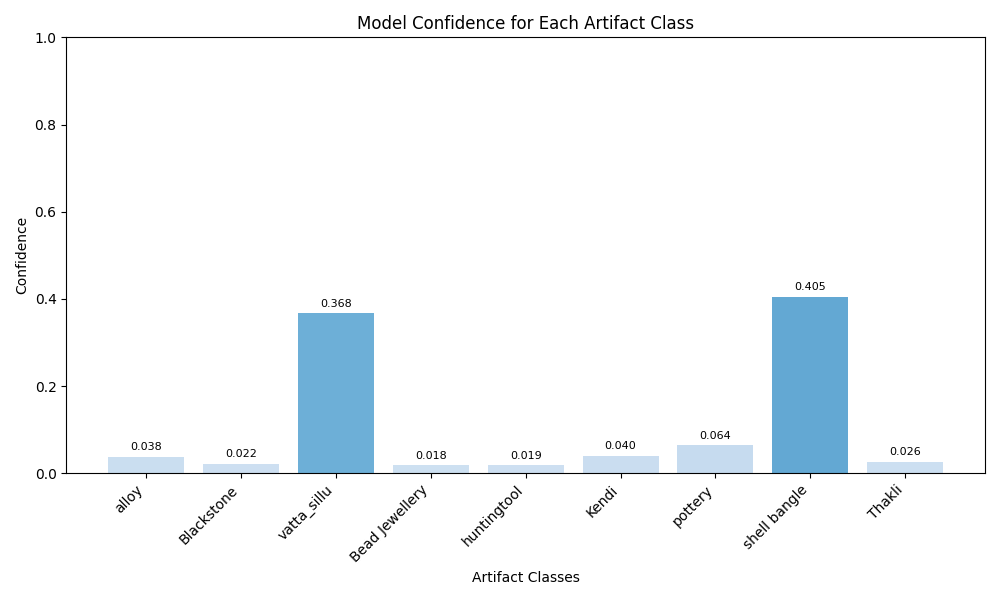 Model Confidence for Each Artifact Class
1.0
0.8
0.6
0.4
0.2
0.0
Confidence
0.038
0.022
0.368
0.018
0.019
0.040
0.064
0.405
0.026
alloy
Blackstone
vatta_sillu
Bead Jewellery
huntingtool
Kendi
pottery
shell bangle
Thakli
Artifact Classes